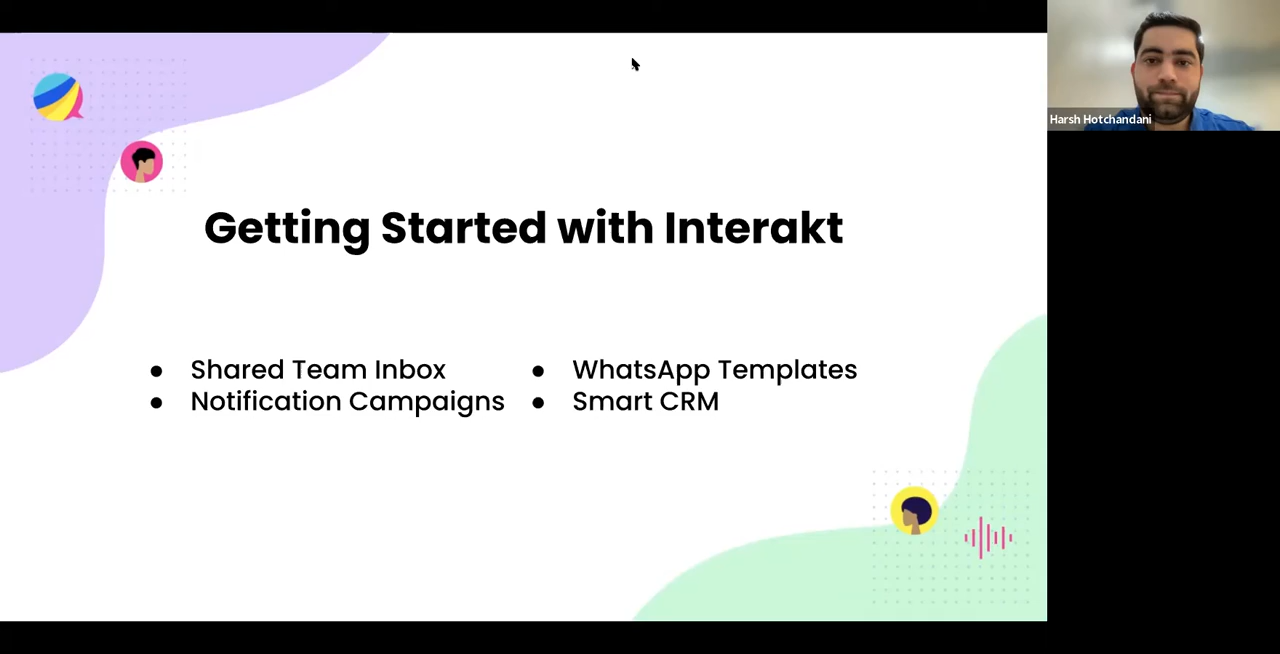 Getting Started with Interakt
● Shared Team Inbox
● Notification Campaigns
● WhatsApp Templates
● Smart CRM
Harsh Hotchandani